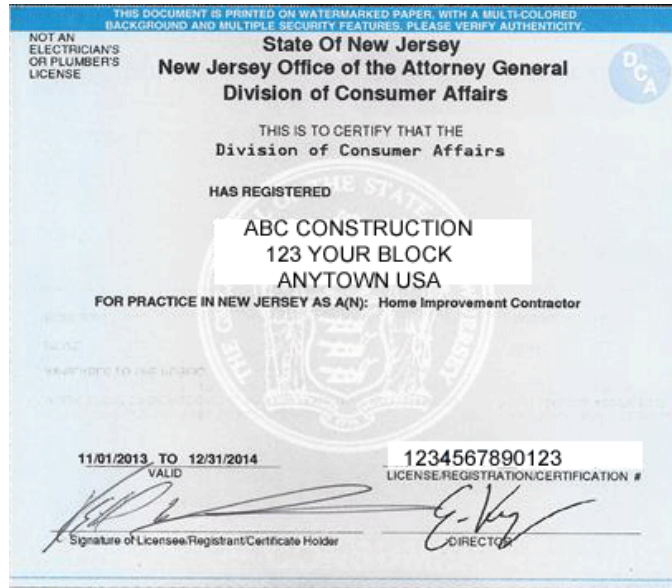 THIS DOCUMENT IS PRINTED ON WATERMARKED PAPER, WITH A MULTI-COLORED
BACKGROUND AND MULTIPLE SECURITY FEATURES. PLEASE VERIFY AUTHENTICITY.
NOT AN
ELECTRICIAN'S
OR PLUMBER'S
LICENSE
State Of New Jersey
New Jersey Office of the Attorney General
Division of Consumer Affairs
DCA
THIS IS TO CERTIFY THAT THE
Division of Consumer Affairs
HAS REGISTERED
ABC CONSTRUCTION
123 YOUR BLOCK
ANYTOWN USA
FOR PRACTICE IN NEW JERSEY AS A(N): Home Improvement Contractor
11/01/2013 TO 12/31/2014
VALID
1234567890123
LICENSE/REGISTRATION/CERTIFICATION #
Signature of Licensee/Registrant/Certificate Holder
DIRECTOR